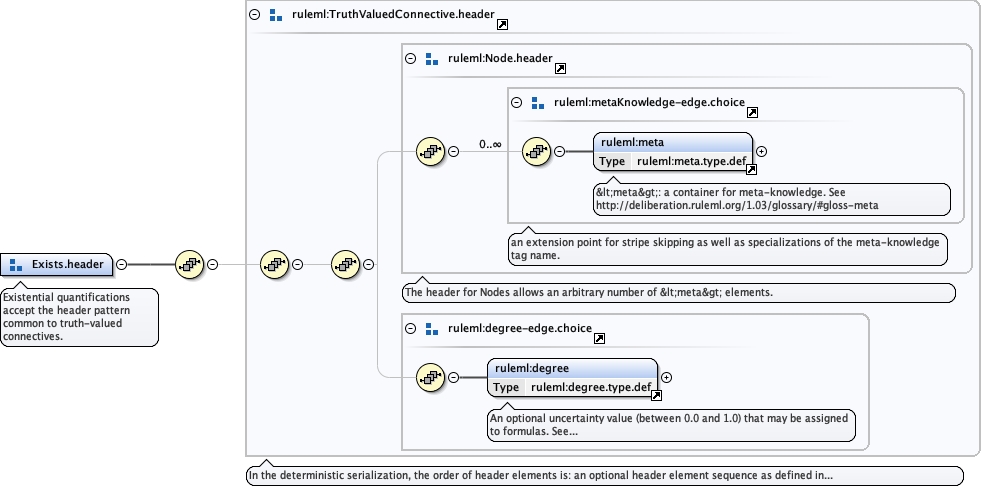 ruleml:TruthValuedConnective.header
ruleml:Node.header
ruleml:metaKnowledge-edge.choice
0..∞
ruleml:meta
Type ruleml:meta.type.def
&lt;meta&gt;: a container for meta-knowledge. See
http://deliberation.ruleml.org/1.03/glossary/#gloss-meta
an extension point for stripe skipping as well as specializations of the meta-knowledge
tag name.
Exists.header
Existential quantifications
accept the header pattern
common to truth-valued
connectives.
The header for Nodes allows an arbitrary number of &lt;meta&gt; elements.
ruleml:degree-edge.choice
ruleml:degree
Type ruleml:degree.type.def
An optional uncertainty value (between 0.0 and 1.0) that may be assigned
to formulas. See...
In the deterministic serialization, the order of header elements is: an optional header element sequence as defined in...